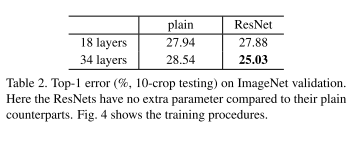 plain ResNet
18 layers 27.94 27.88
34 layers 28.54 25.03
Table 2. Top-1 error (%, 10-crop testing) on ImageNet validation.
Here the ResNets have no extra parameter compared to their plain
counterparts. Fig. 4 shows the training procedures.